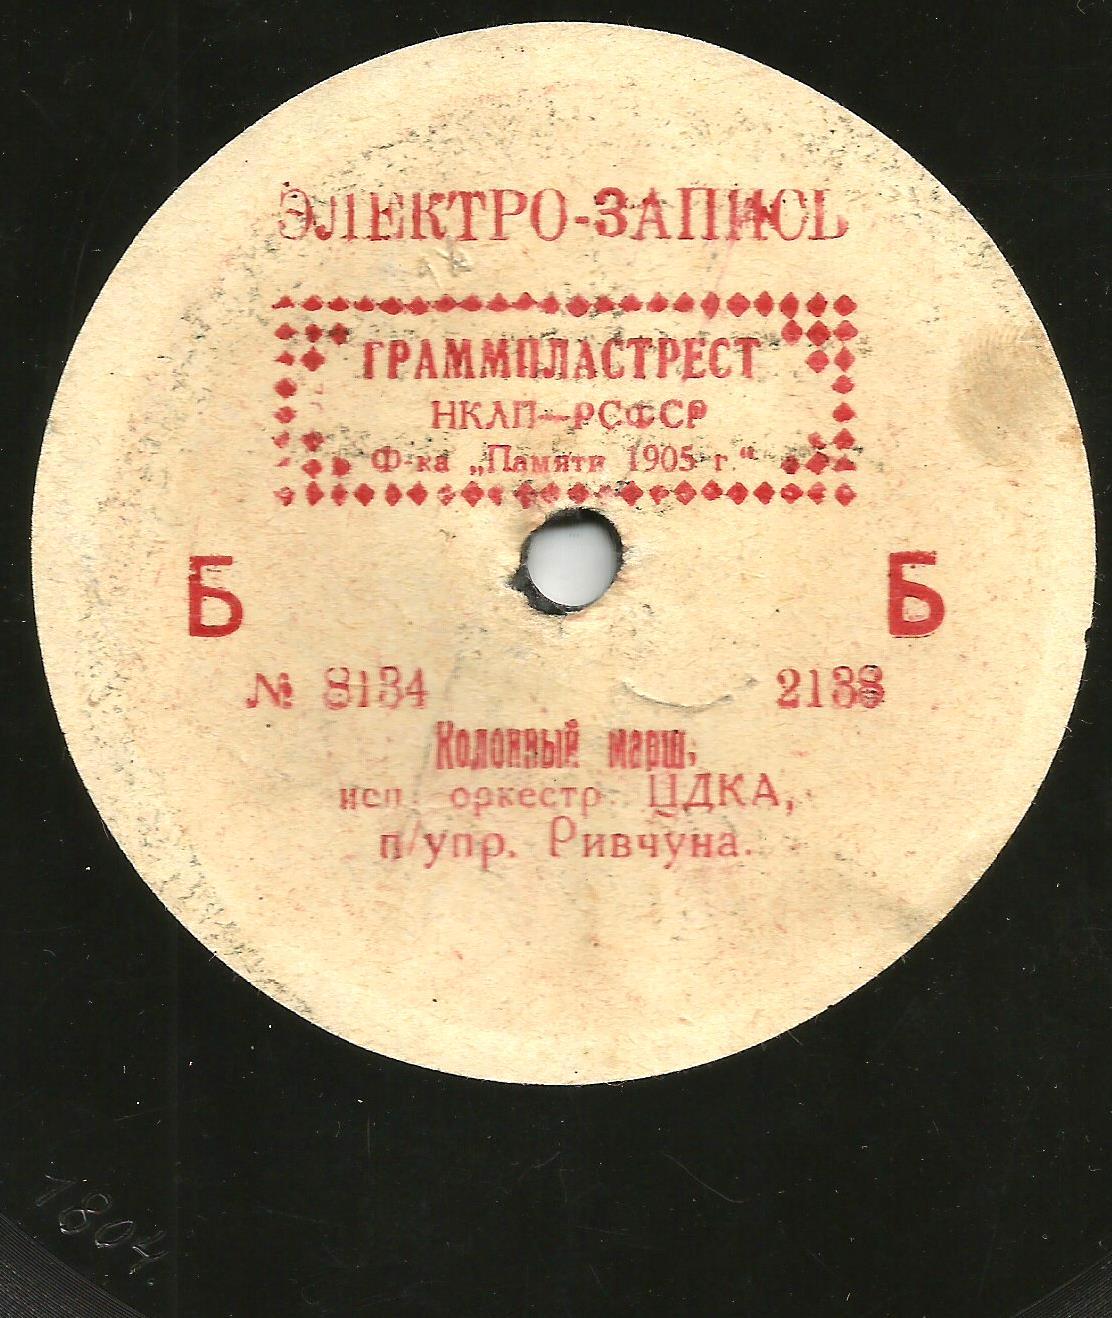 ЭЛЕКТРО-ЗАПИСЬ
ГРАММПЛАСТРЕСТ
НКЛП—РСФСР
Ф-ка „Памяти 1905 г.“
Б Б
№ 8134 2138
Колонный марш,
исп. оркестр ЦДКА,
п/упр. Ривчуна.
1804